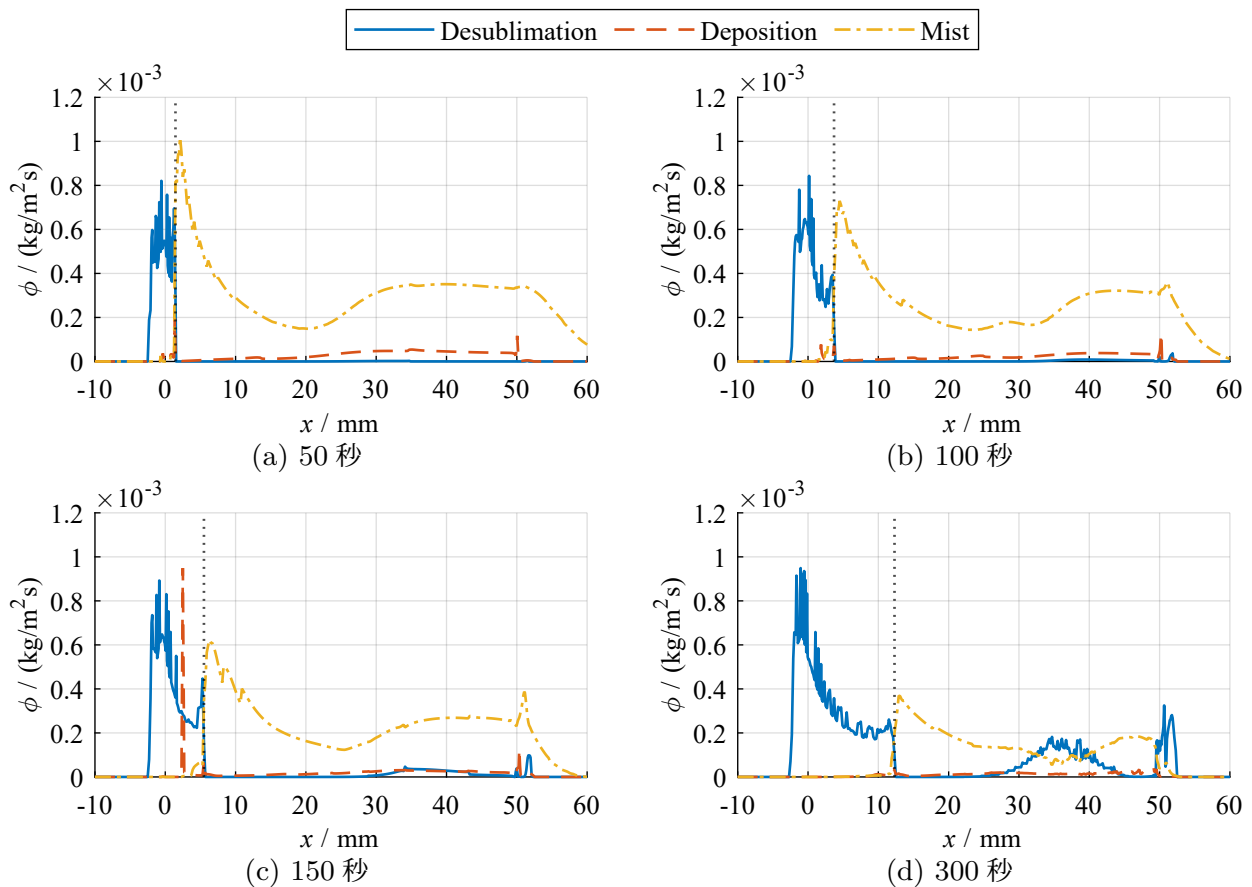 Desublimation Deposition Mist
×10⁻³ ×10⁻³
1.2 1.2
1 1
0.8 0.8
0.6 0.6
0.4 0.4
0.2 0.2
0 0
ϕ / (kg/m²s) ϕ / (kg/m²s)
-10 0 10 20 30 40 50 60 -10 0 10 20 30 40 50 60
x / mm x / mm
(a) 50 秒 (b) 100 秒
×10⁻³ ×10⁻³
1.2 1.2
1 1
0.8 0.8
0.6 0.6
0.4 0.4
0.2 0.2
0 0
ϕ / (kg/m²s) ϕ / (kg/m²s)
-10 0 10 20 30 40 50 60 -10 0 10 20 30 40 50 60
x / mm x / mm
(c) 150 秒 (d) 300 秒